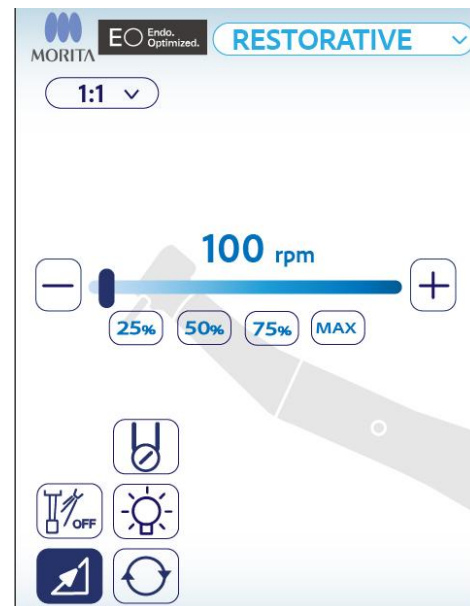 MORITA
EO Endo. Optimized.
RESTORATIVE
1:1
100 rpm
25% 50% 75% MAX
OFF